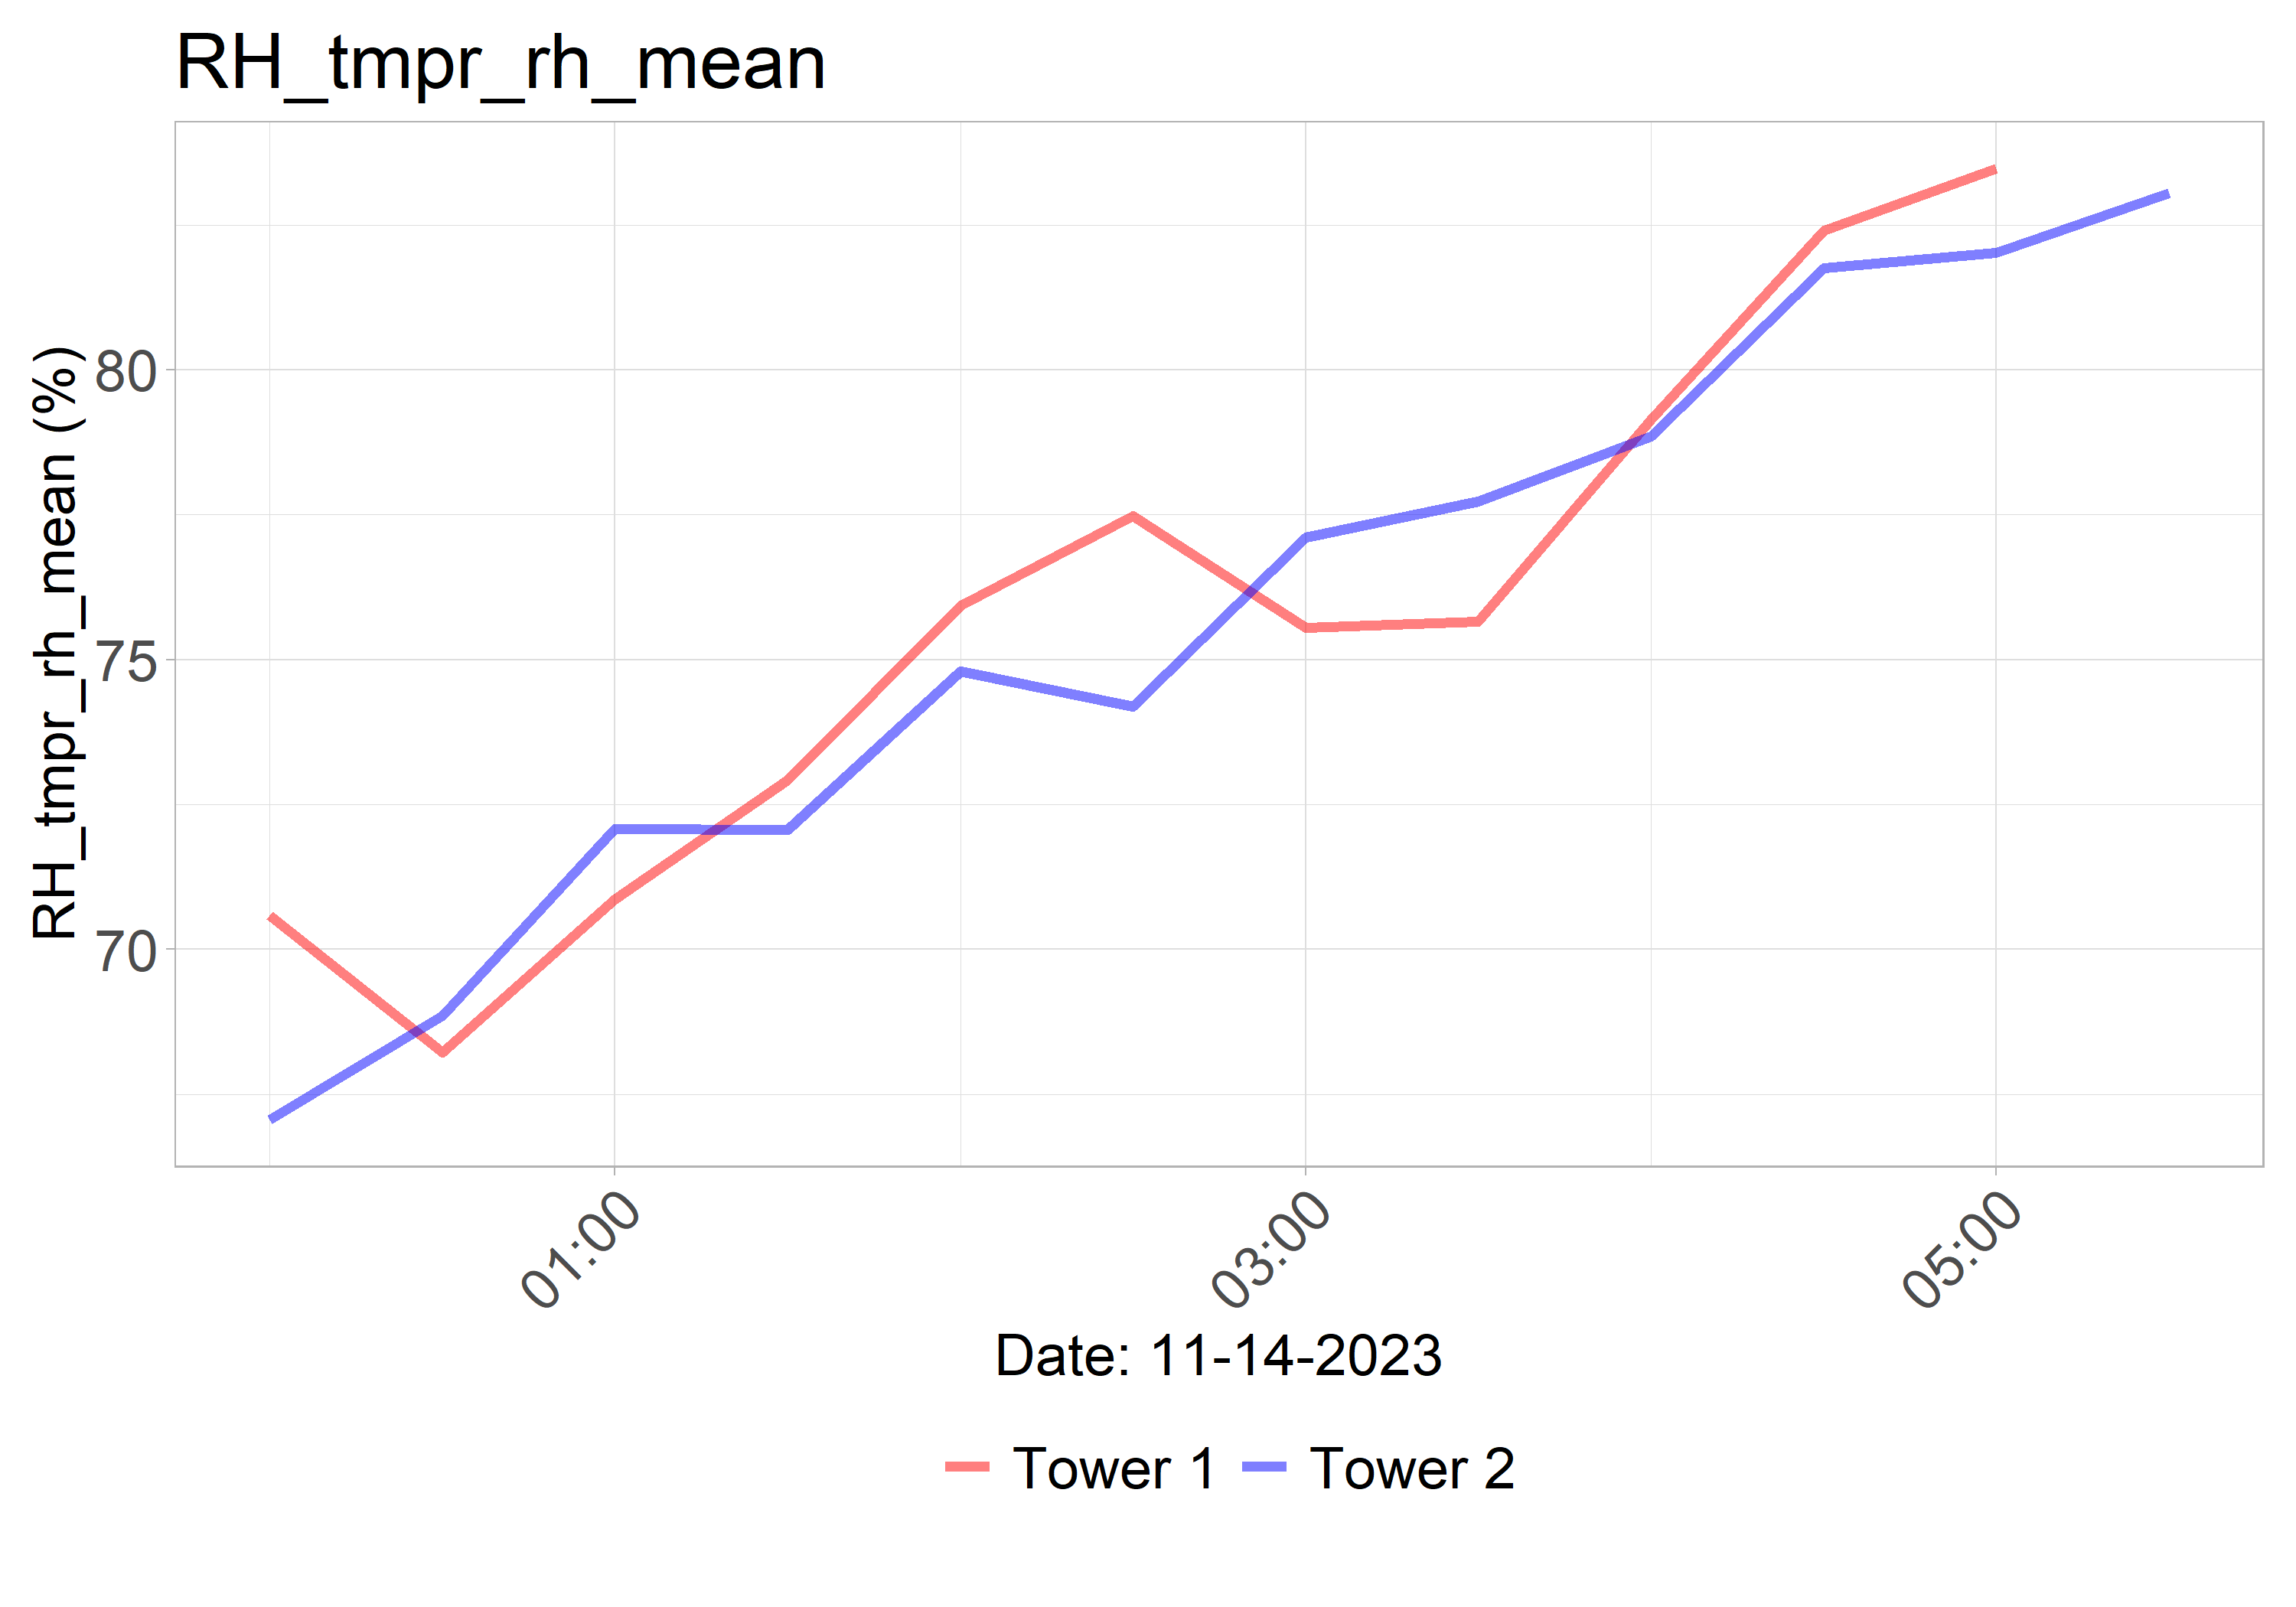 RH_tmpr_rh_mean
RH_tmpr_rh_mean (%)
80
75
70
01:00
03:00
05:00
Date: 11-14-2023
Tower 1
Tower 2